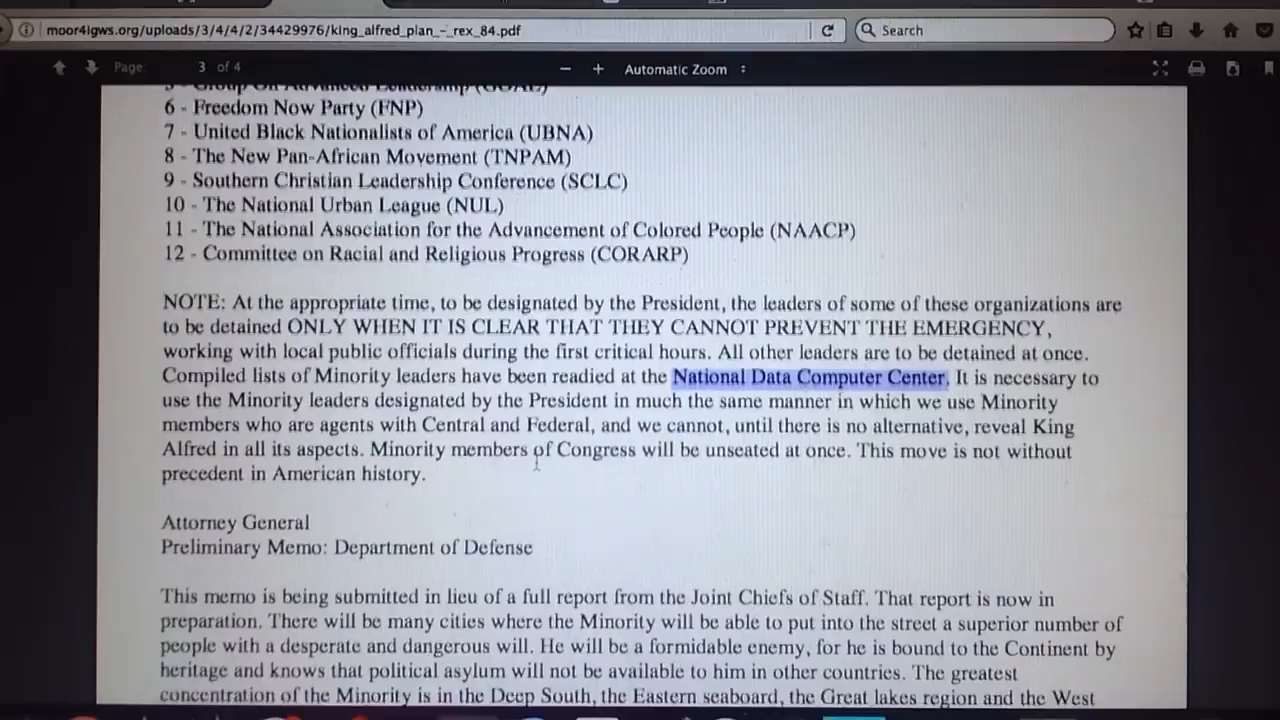 moor4igws.org/uploads/3/4/4/2/34429976/king_alfred_plan_-_rex_84.pdf
Search
Page: 3 of 4
Automatic Zoom
5 - Group On Advanced Leadership (GOAL)
6 - Freedom Now Party (FNP)
7 - United Black Nationalists of America (UBNA)
8 - The New Pan-African Movement (TNPAM)
9 - Southern Christian Leadership Conference (SCLC)
10 - The National Urban League (NUL)
11 - The National Association for the Advancement of Colored People (NAACP)
12 - Committee on Racial and Religious Progress (CORARP)
NOTE: At the appropriate time, to be designated by the President, the leaders of some of these organizations are
to be detained ONLY WHEN IT IS CLEAR THAT THEY CANNOT PREVENT THE EMERGENCY,
working with local public officials during the first critical hours. All other leaders are to be detained at once.
Compiled lists of Minority leaders have been readied at the National Data Computer Center. It is necessary to
use the Minority leaders designated by the President in much the same manner in which we use Minority
members who are agents with Central and Federal, and we cannot, until there is no alternative, reveal King
Alfred in all its aspects. Minority members of Congress will be unseated at once. This move is not without
precedent in American history.
Attorney General
Preliminary Memo: Department of Defense
This memo is being submitted in lieu of a full report from the Joint Chiefs of Staff. That report is now in
preparation. There will be many cities where the Minority will be able to put into the street a superior number of
people with a desperate and dangerous will. He will be a formidable enemy, for he is bound to the Continent by
heritage and knows that political asylum will not be available to him in other countries. The greatest
concentration of the Minority is in the Deep South, the Eastern seaboard, the Great lakes region and the West